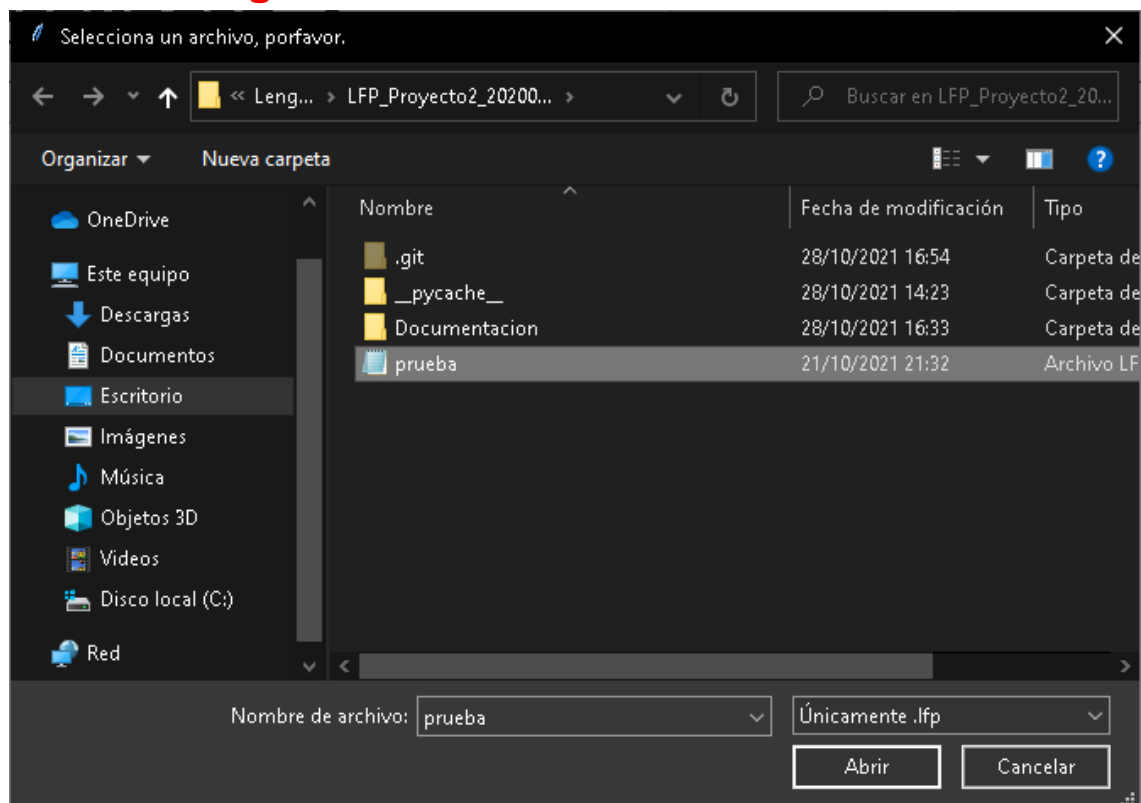 Selecciona un archivo, porfavor.
« Leng... › LFP_Proyecto2_20200... ›
Buscar en LFP_Proyecto2_20...
Organizar
Nueva carpeta
Nombre
Fecha de modificación
Tipo
OneDrive
Este equipo
Descargas
Documentos
Escritorio
Imágenes
Música
Objetos 3D
Videos
Disco local (C:)
Red
.git 28/10/2021 16:54 Carpeta de
__pycache__ 28/10/2021 14:23 Carpeta de
Documentacion 28/10/2021 16:33 Carpeta de
prueba 21/10/2021 21:32 Archivo LF
Nombre de archivo: prueba
Únicamente .lfp
Abrir
Cancelar